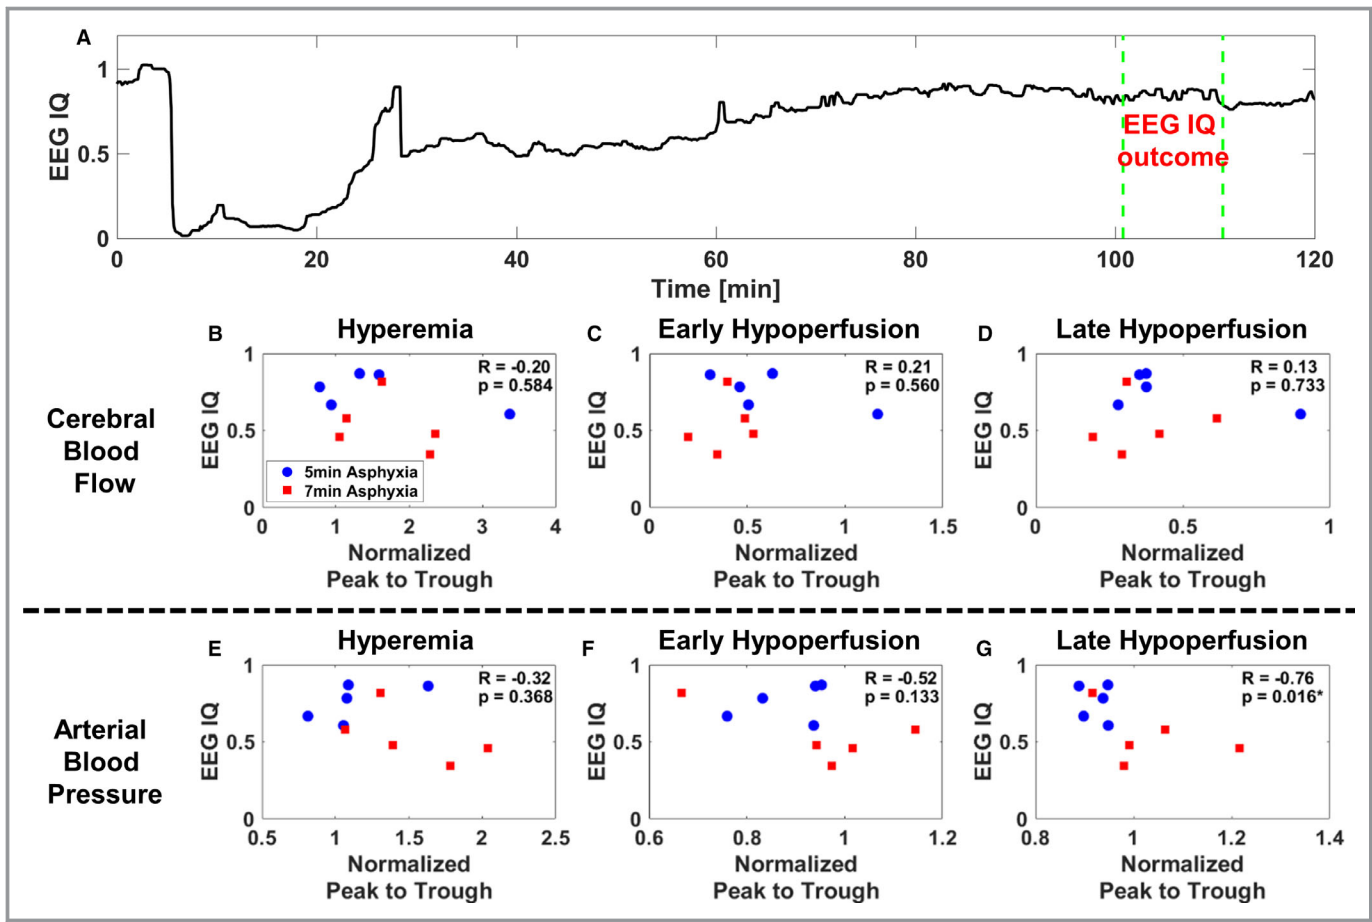 A
EEG IQ
1
0.5
0
EEG IQ
outcome
0 20 40 60 80 100 120
Time [min]
Cerebral
Blood
Flow
B Hyperemia
R = -0.20
p = 0.584
EEG IQ
1
0.5
0
5min Asphyxia
7min Asphyxia
0 1 2 3 4
Normalized
Peak to Trough
C Early Hypoperfusion
R = 0.21
p = 0.560
EEG IQ
1
0.5
0
0 0.5 1 1.5
Normalized
Peak to Trough
D Late Hypoperfusion
R = 0.13
p = 0.733
EEG IQ
1
0.5
0
0 0.5 1
Normalized
Peak to Trough
Arterial
Blood
Pressure
E Hyperemia
R = -0.32
p = 0.368
EEG IQ
1
0.5
0
0.5 1 1.5 2 2.5
Normalized
Peak to Trough
F Early Hypoperfusion
R = -0.52
p = 0.133
EEG IQ
1
0.5
0
0.6 0.8 1 1.2
Normalized
Peak to Trough
G Late Hypoperfusion
R = -0.76
p = 0.016*
EEG IQ
1
0.5
0
0.8 1 1.2 1.4
Normalized
Peak to Trough